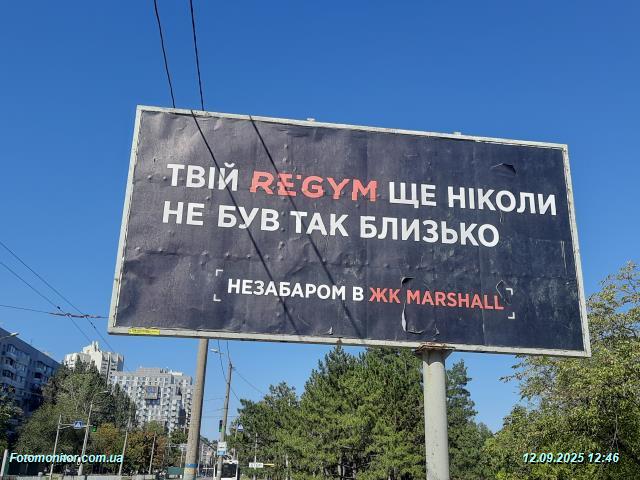 ТВІЙ REGYM ЩЕ НІКОЛИ
НЕ БУВ ТАК БЛИЗЬКО
НЕЗАБАРОМ В ЖК MARSHALL
Fotomonitor.com.ua
12.09.2025 12:46